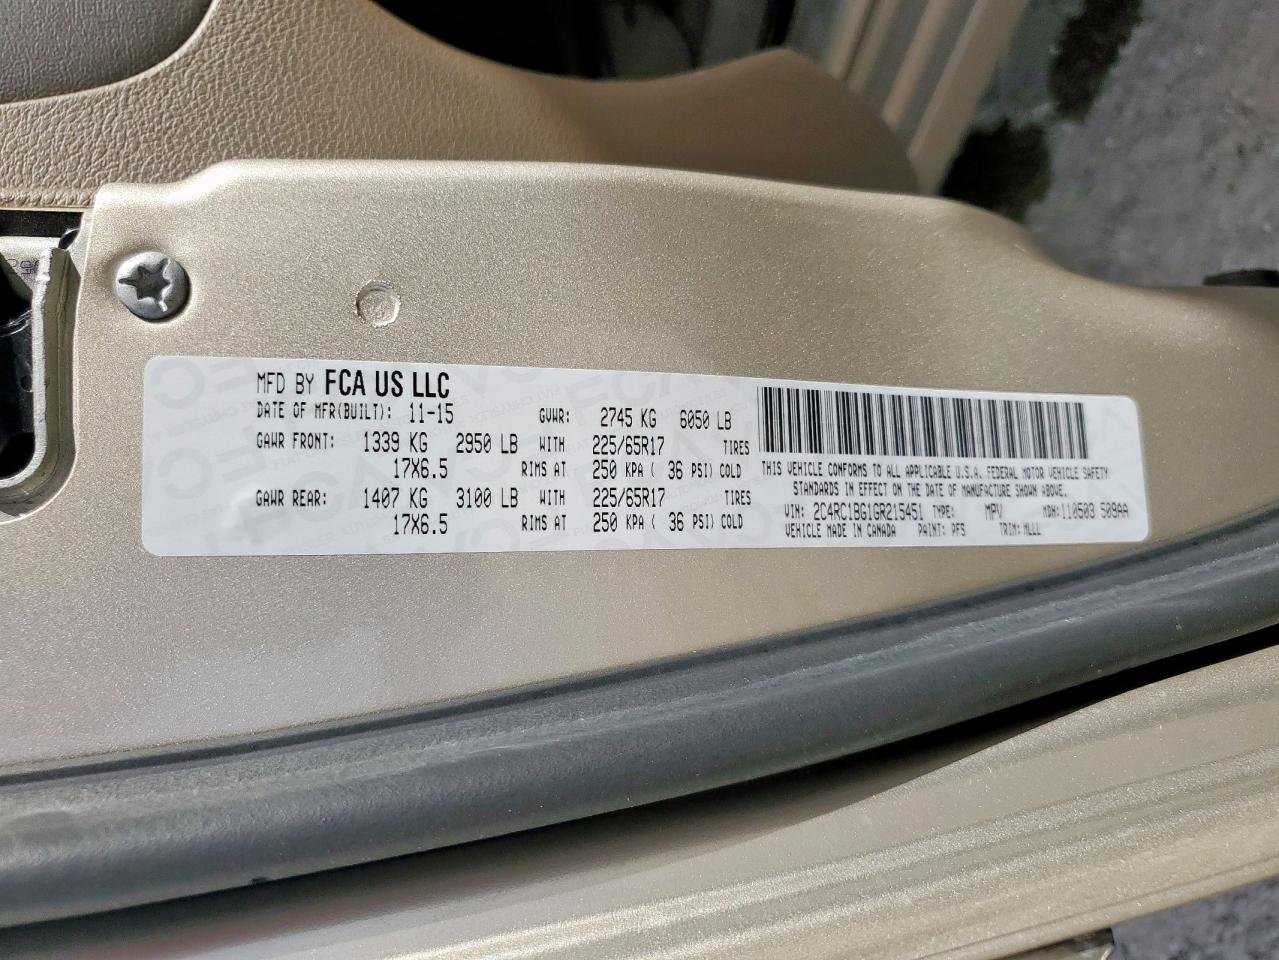 MFD BY FCA US LLC
DATE OF MFR(BUILT): 11-15 GVWR: 2745 KG 6050 LB
GAWR FRONT: 1339 KG 2950 LB WITH 225/65R17 TIRES
17X6.5 RIMS AT 250 KPA ( 36 PSI) COLD
GAWR REAR: 1407 KG 3100 LB WITH 225/65R17 TIRES
17X6.5 RIMS AT 250 KPA ( 36 PSI) COLD
THIS VEHICLE CONFORMS TO ALL APPLICABLE U.S.A. FEDERAL MOTOR VEHICLE SAFETY
STANDARDS IN EFFECT ON THE DATE OF MANUFACTURE SHOWN ABOVE.
VIN: 2C4RC1BG1GR215451 TYPE: MPV MDH: 110503 509AA
VEHICLE MADE IN CANADA PAINT: PFS TRIM: MLLL